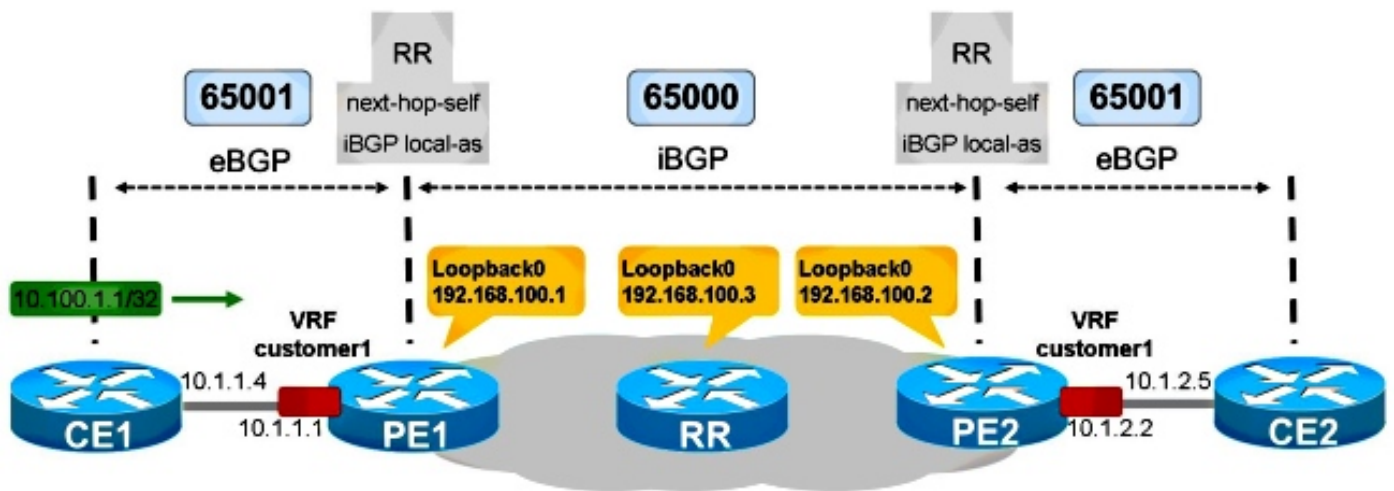 RR
next-hop-self
iBGP local-as
RR
next-hop-self
iBGP local-as
65001
65000
65001
eBGP
iBGP
eBGP
10.100.1.1/32
Loopback0
192.168.100.1
Loopback0
192.168.100.3
Loopback0
192.168.100.2
VRF
customer1
VRF
customer1
10.1.1.4
10.1.1.1
10.1.2.5
10.1.2.2
CE1
PE1
RR
PE2
CE2